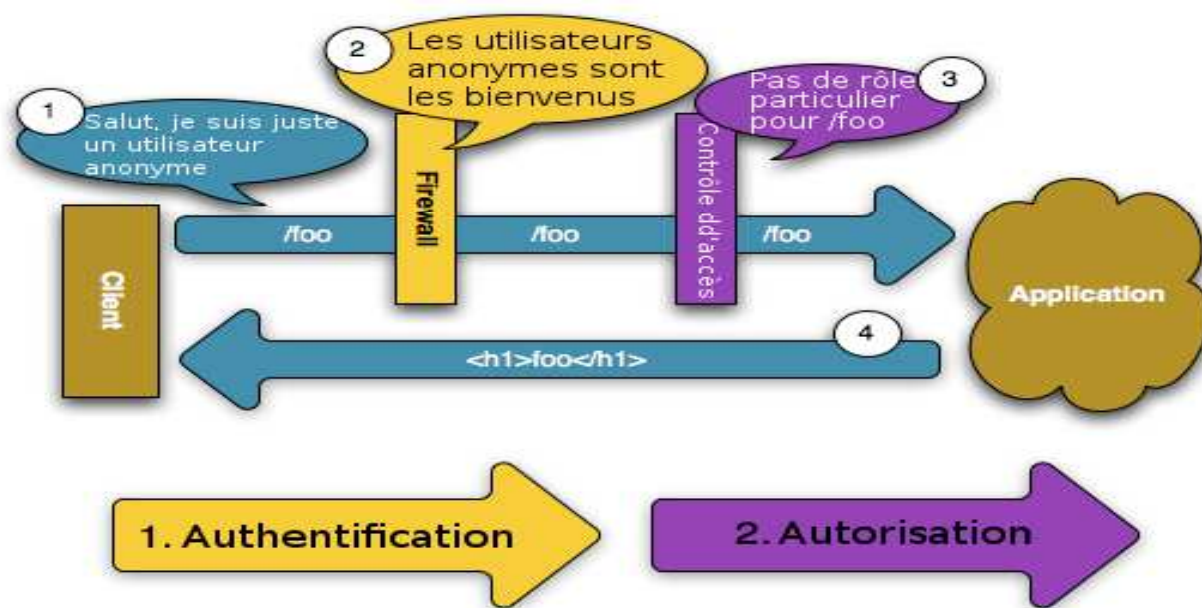 1
Salut, je suis juste
un utilisateur
anonyme
2
Les utilisateurs
anonymes sont
les bienvenus
Pas de rôle
particulier
pour /foo
3
Client
/foo
Firewall
/foo
Contrôle dd'accès
/foo
Application
4
<h1>foo</h1>
1. Authentification
2. Autorisation